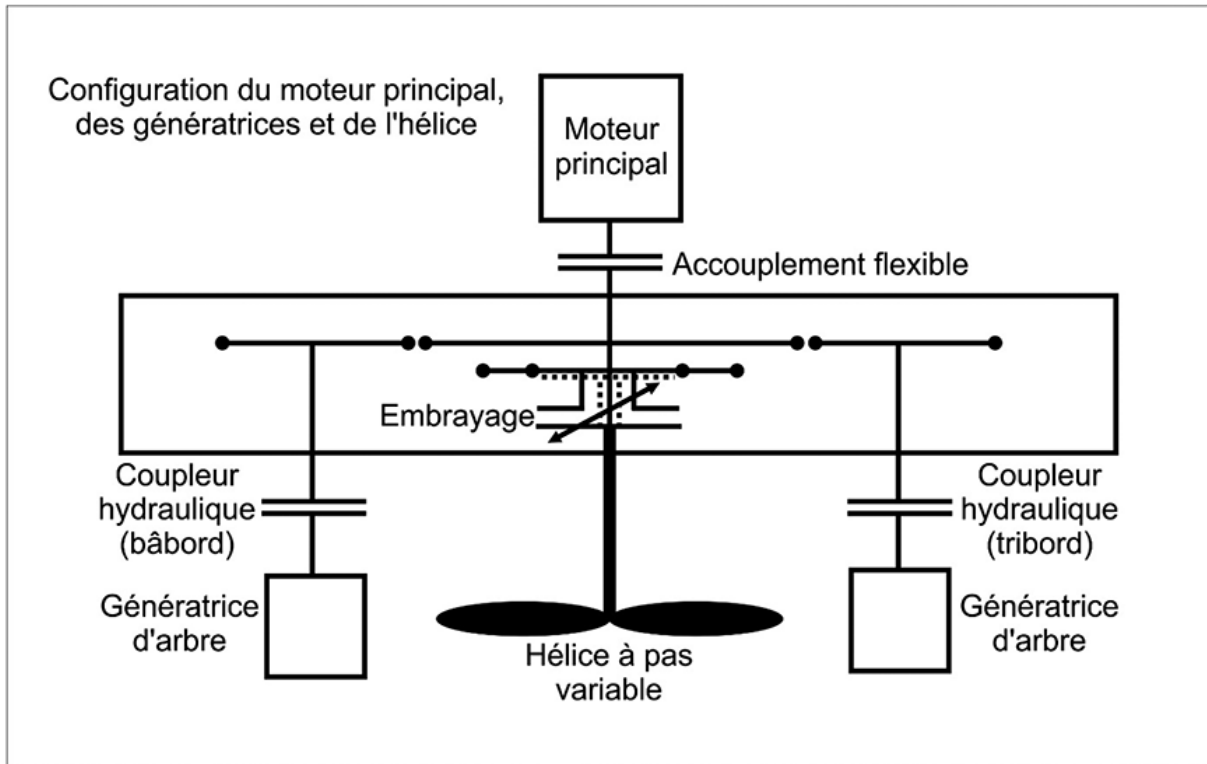 Configuration du moteur principal,
des génératrices et de l'hélice
Moteur
principal
Accouplement flexible
Embrayage
Coupleur
hydraulique
(bâbord)
Coupleur
hydraulique
(tribord)
Génératrice
d'arbre
Génératrice
d'arbre
Hélice à pas
variable